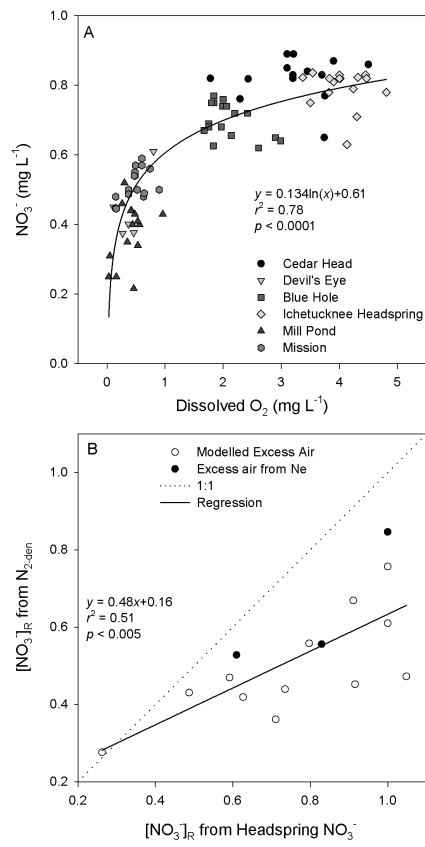 A
1.0
0.8
0.6
0.4
0.2
0.0
NO₃⁻ (mg L⁻¹)
y = 0.134ln(x)+0.61
r² = 0.78
p < 0.0001
Cedar Head
Devil's Eye
Blue Hole
Ichetucknee Headspring
Mill Pond
Mission
0 1 2 3 4 5
Dissolved O₂ (mg L⁻¹)
B
Modelled Excess Air
Excess air from Ne
1:1
Regression
1.0
0.8
0.6
0.4
0.2
[NO₃⁻]R from N2-den
y = 0.48x+0.16
r² = 0.51
p < 0.005
0.2 0.4 0.6 0.8 1.0
[NO₃⁻]R from Headspring NO₃⁻